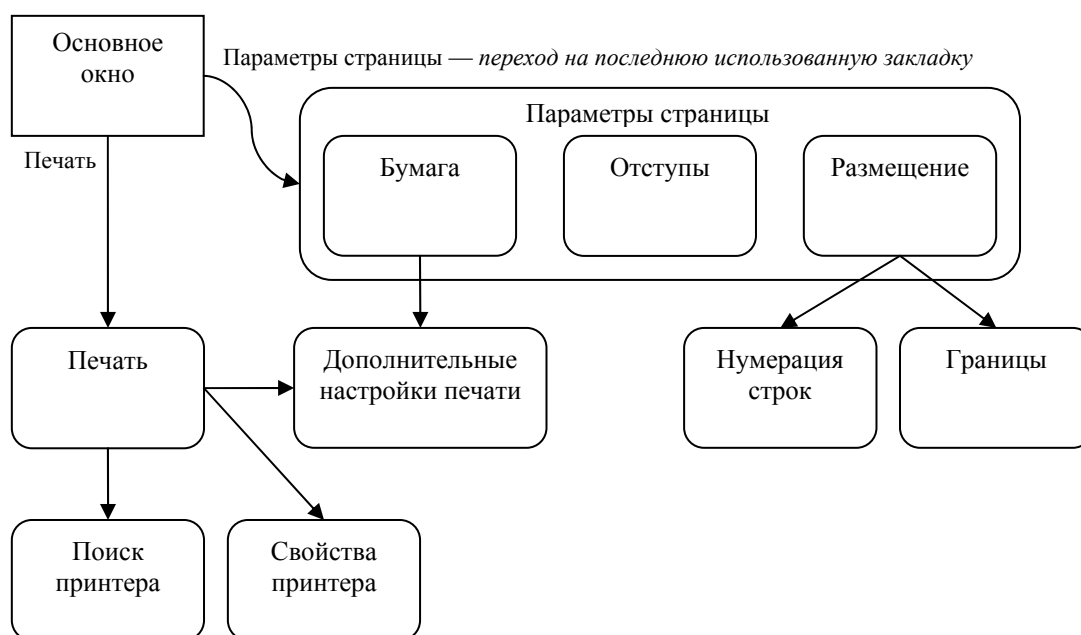 Основное
окно
Параметры страницы — переход на последнюю использованную закладку
Параметры страницы
Печать
Бумага
Отступы
Размещение
Печать
Дополнительные
настройки печати
Нумерация
строк
Границы
Поиск
принтера
Свойства
принтера